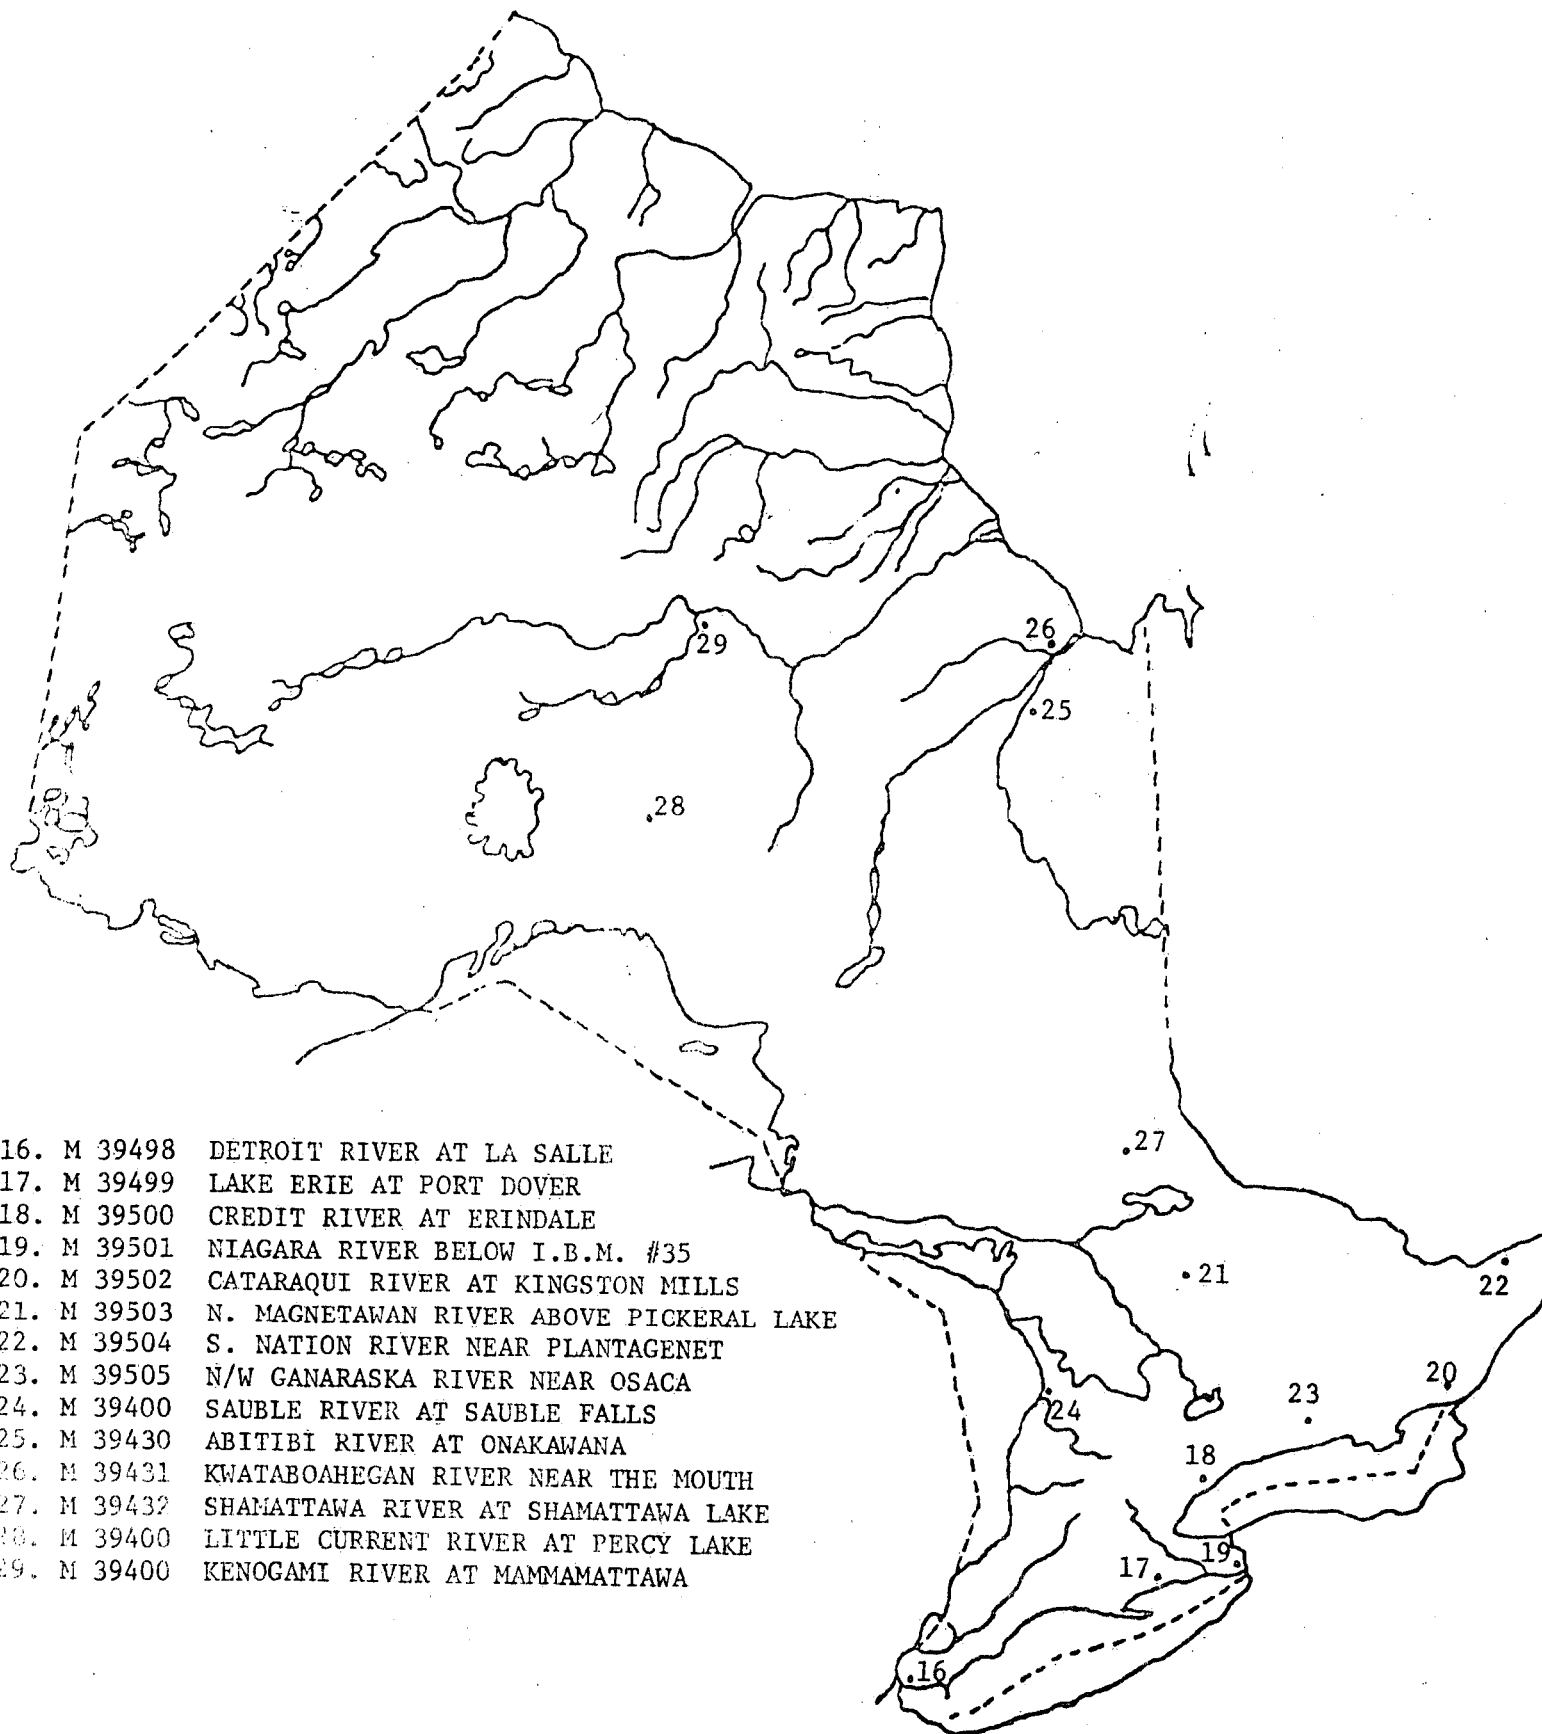 29
26
25
28
27
21
22
20
23
24
18
19
17
16
16. M 39498 DETROIT RIVER AT LA SALLE
17. M 39499 LAKE ERIE AT PORT DOVER
18. M 39500 CREDIT RIVER AT ERINDALE
19. M 39501 NIAGARA RIVER BELOW I.B.M. #35
20. M 39502 CATARAQUI RIVER AT KINGSTON MILLS
21. M 39503 N. MAGNETAWAN RIVER ABOVE PICKERAL LAKE
22. M 39504 S. NATION RIVER NEAR PLANTAGENET
23. M 39505 N/W GANARASKA RIVER NEAR OSACA
24. M 39400 SAUBLE RIVER AT SAUBLE FALLS
25. M 39430 ABITIBI RIVER AT ONAKAWANA
26. M 39431 KWATABOAHEGAN RIVER NEAR THE MOUTH
27. M 39432 SHAMATTAWA RIVER AT SHAMATTAWA LAKE
28. M 39400 LITTLE CURRENT RIVER AT PERCY LAKE
29. M 39400 KENOGAMI RIVER AT MAMMAMATTAWA